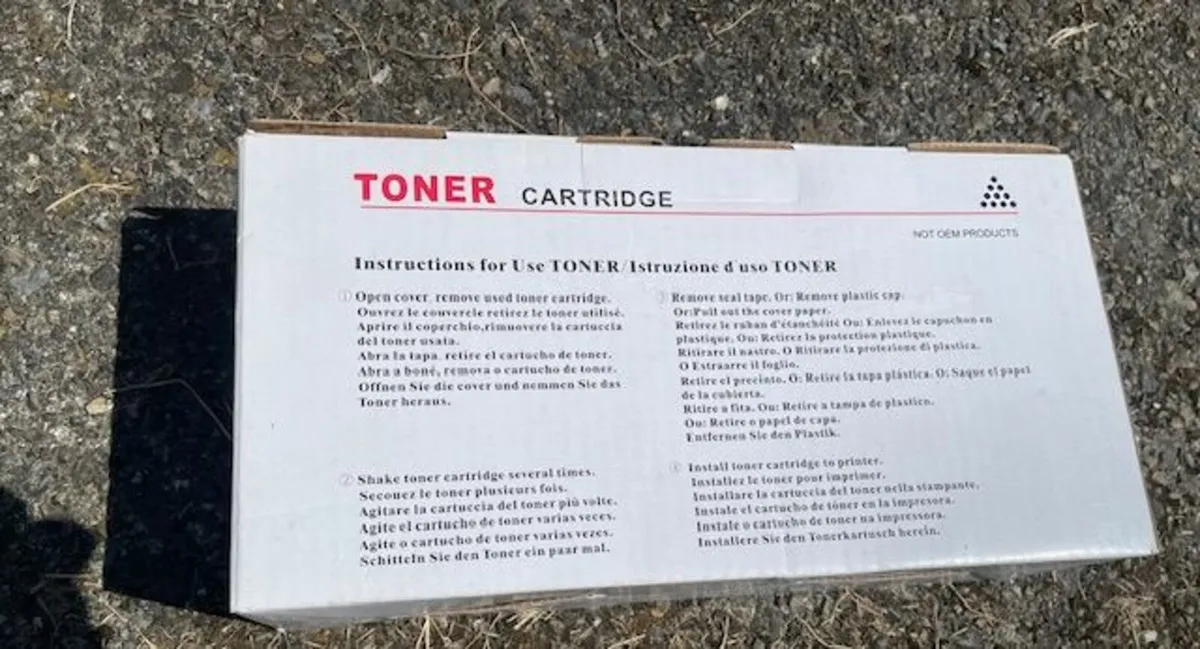 TONER CARTRIDGE
NOT OEM PRODUCTS
Instructions for Use TONER/Istruzione d'uso TONER
① Open cover, remove used toner cartridge.
Ouvrez le couvercle retirez le toner utilisé.
Aprire il coperchio,rimuovere la cartuccia
del toner usata.
Abra la tapa, retire el cartucho de toner.
Abra a boné, remova o cartucho de toner.
Offnen Sie die cover und nemmen Sie das
Toner heraus.
② Shake toner cartridge several times.
Secouez le toner plusieurs fois.
Agitare la cartuccia del toner più volte.
Agite el cartucho de toner varias veces.
Agite o cartucho de toner varias vezes.
Schitteln Sie den Toner ein paar mal.
③ Remove seal tape. Or: Remove plastic cap.
Or:Pull out the cover paper.
Retirez le ruban d'étanchéité Ou: Enlevez le capuchon en
plastique. Ou: Retirez la protection plastique.
Ritirare il nastro. O Ritirare la protezione di plastica.
O Estraarre il foglio.
Retire el precinto. O: Retire la tapa plástica. O: Saque el papel
de la cubierta.
Ritire a fita. Ou: Retire a tampa de plastico.
Ou: Retire o papel de capa.
Entfernen Sie den Plastik.
④ Install toner cartridge to printer.
Installez le toner pour imprimer.
Installare la cartuccia del toner nella stampante.
Instale el cartucho de tóner en la impresora.
Instale o cartucho de toner na impressora.
Installiere Sie den Tonerkartusch herein.